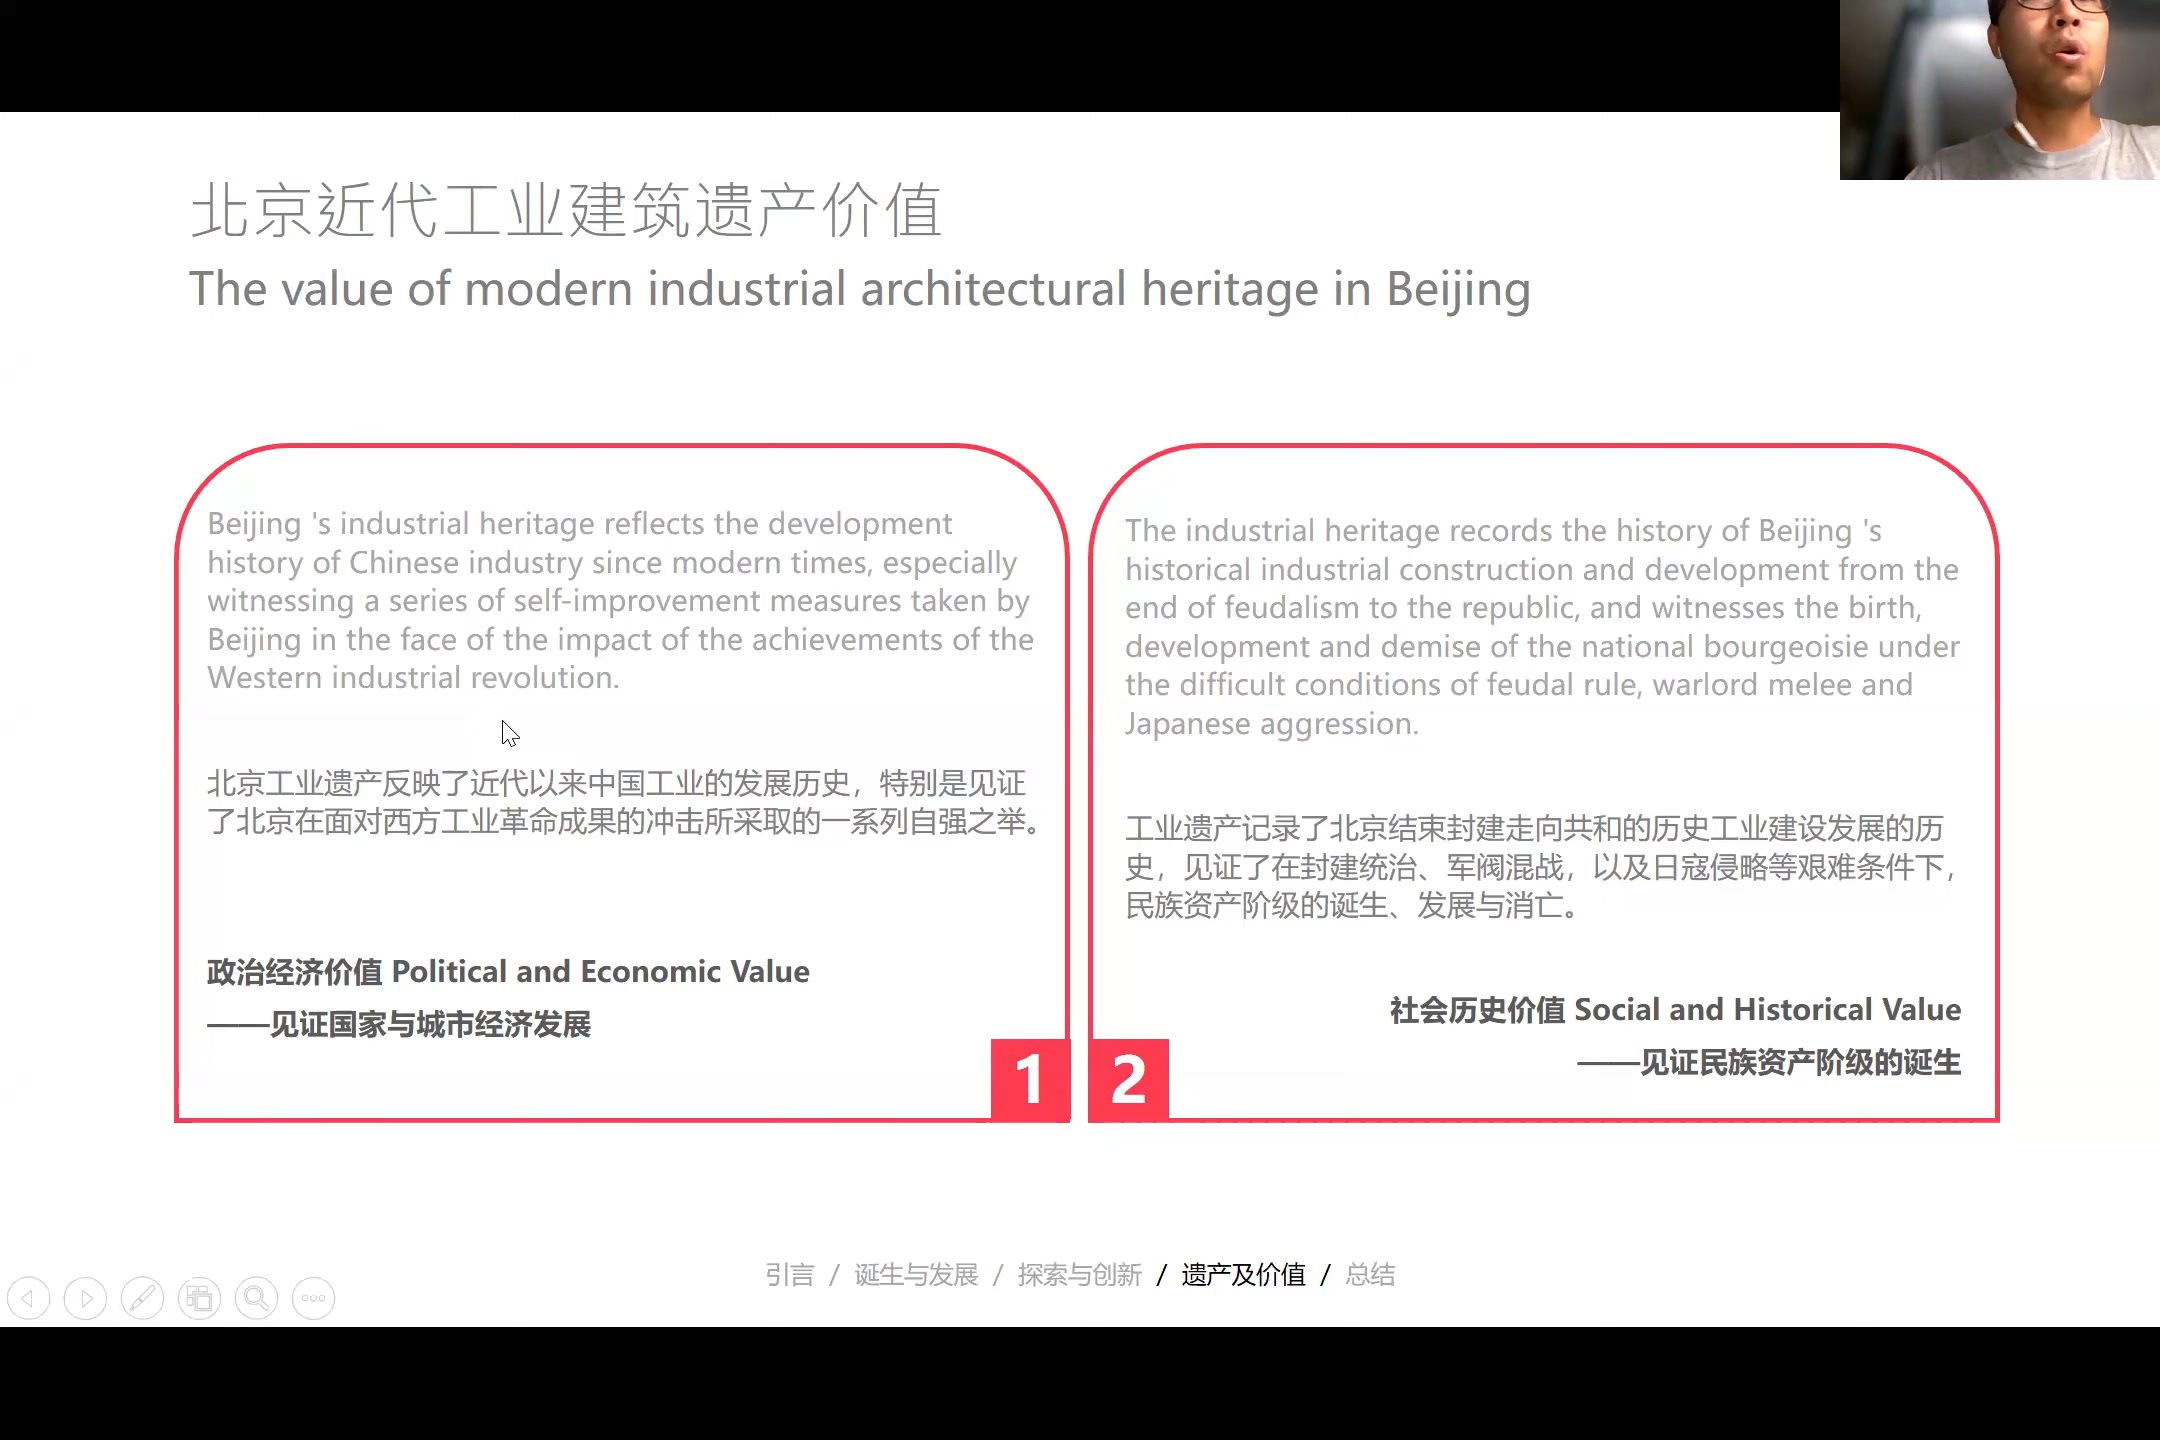 北京近代工业建筑遗产价值
The value of modern industrial architectural heritage in Beijing
Beijing 's industrial heritage reflects the development
history of Chinese industry since modern times, especially
witnessing a series of self-improvement measures taken by
Beijing in the face of the impact of the achievements of the
Western industrial revolution.
北京工业遗产反映了近代以来中国工业的发展历史，特别是见证
了北京在面对西方工业革命成果的冲击所采取的一系列自强之举。
政治经济价值 Political and Economic Value
——见证国家与城市经济发展
1
The industrial heritage records the history of Beijing 's
historical industrial construction and development from the
end of feudalism to the republic, and witnesses the birth,
development and demise of the national bourgeoisie under
the difficult conditions of feudal rule, warlord melee and
Japanese aggression.
工业遗产记录了北京结束封建走向共和的历史工业建设发展的历
史，见证了在封建统治、军阀混战，以及日寇侵略等艰难条件下，
民族资产阶级的诞生、发展与消亡。
社会历史价值 Social and Historical Value
——见证民族资产阶级的诞生
2
引言 / 诞生与发展 / 探索与创新 / 遗产及价值 / 总结